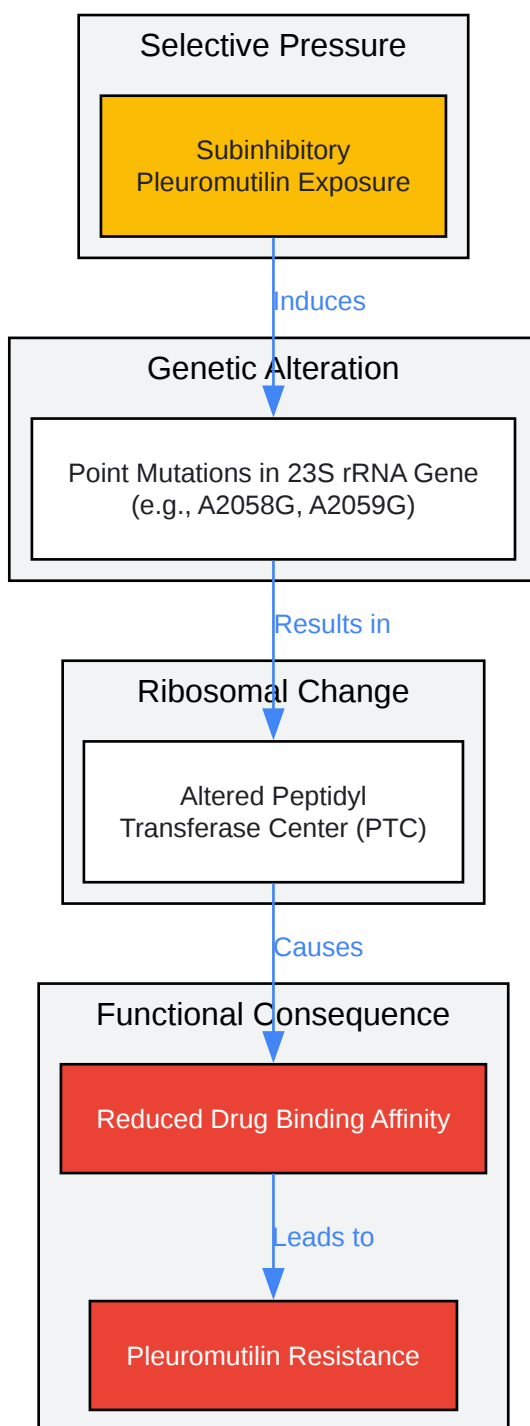 Selective Pressure
Subinhibitory
Pleuromutilin Exposure
Induces
Genetic Alteration
Point Mutations in 23S rRNA Gene
(e.g., A2058G, A2059G)
Results in
Ribosomal Change
Altered Peptidyl
Transferase Center (PTC)
Causes
Functional Consequence
Reduced Drug Binding Affinity
Leads to
Pleuromutilin Resistance